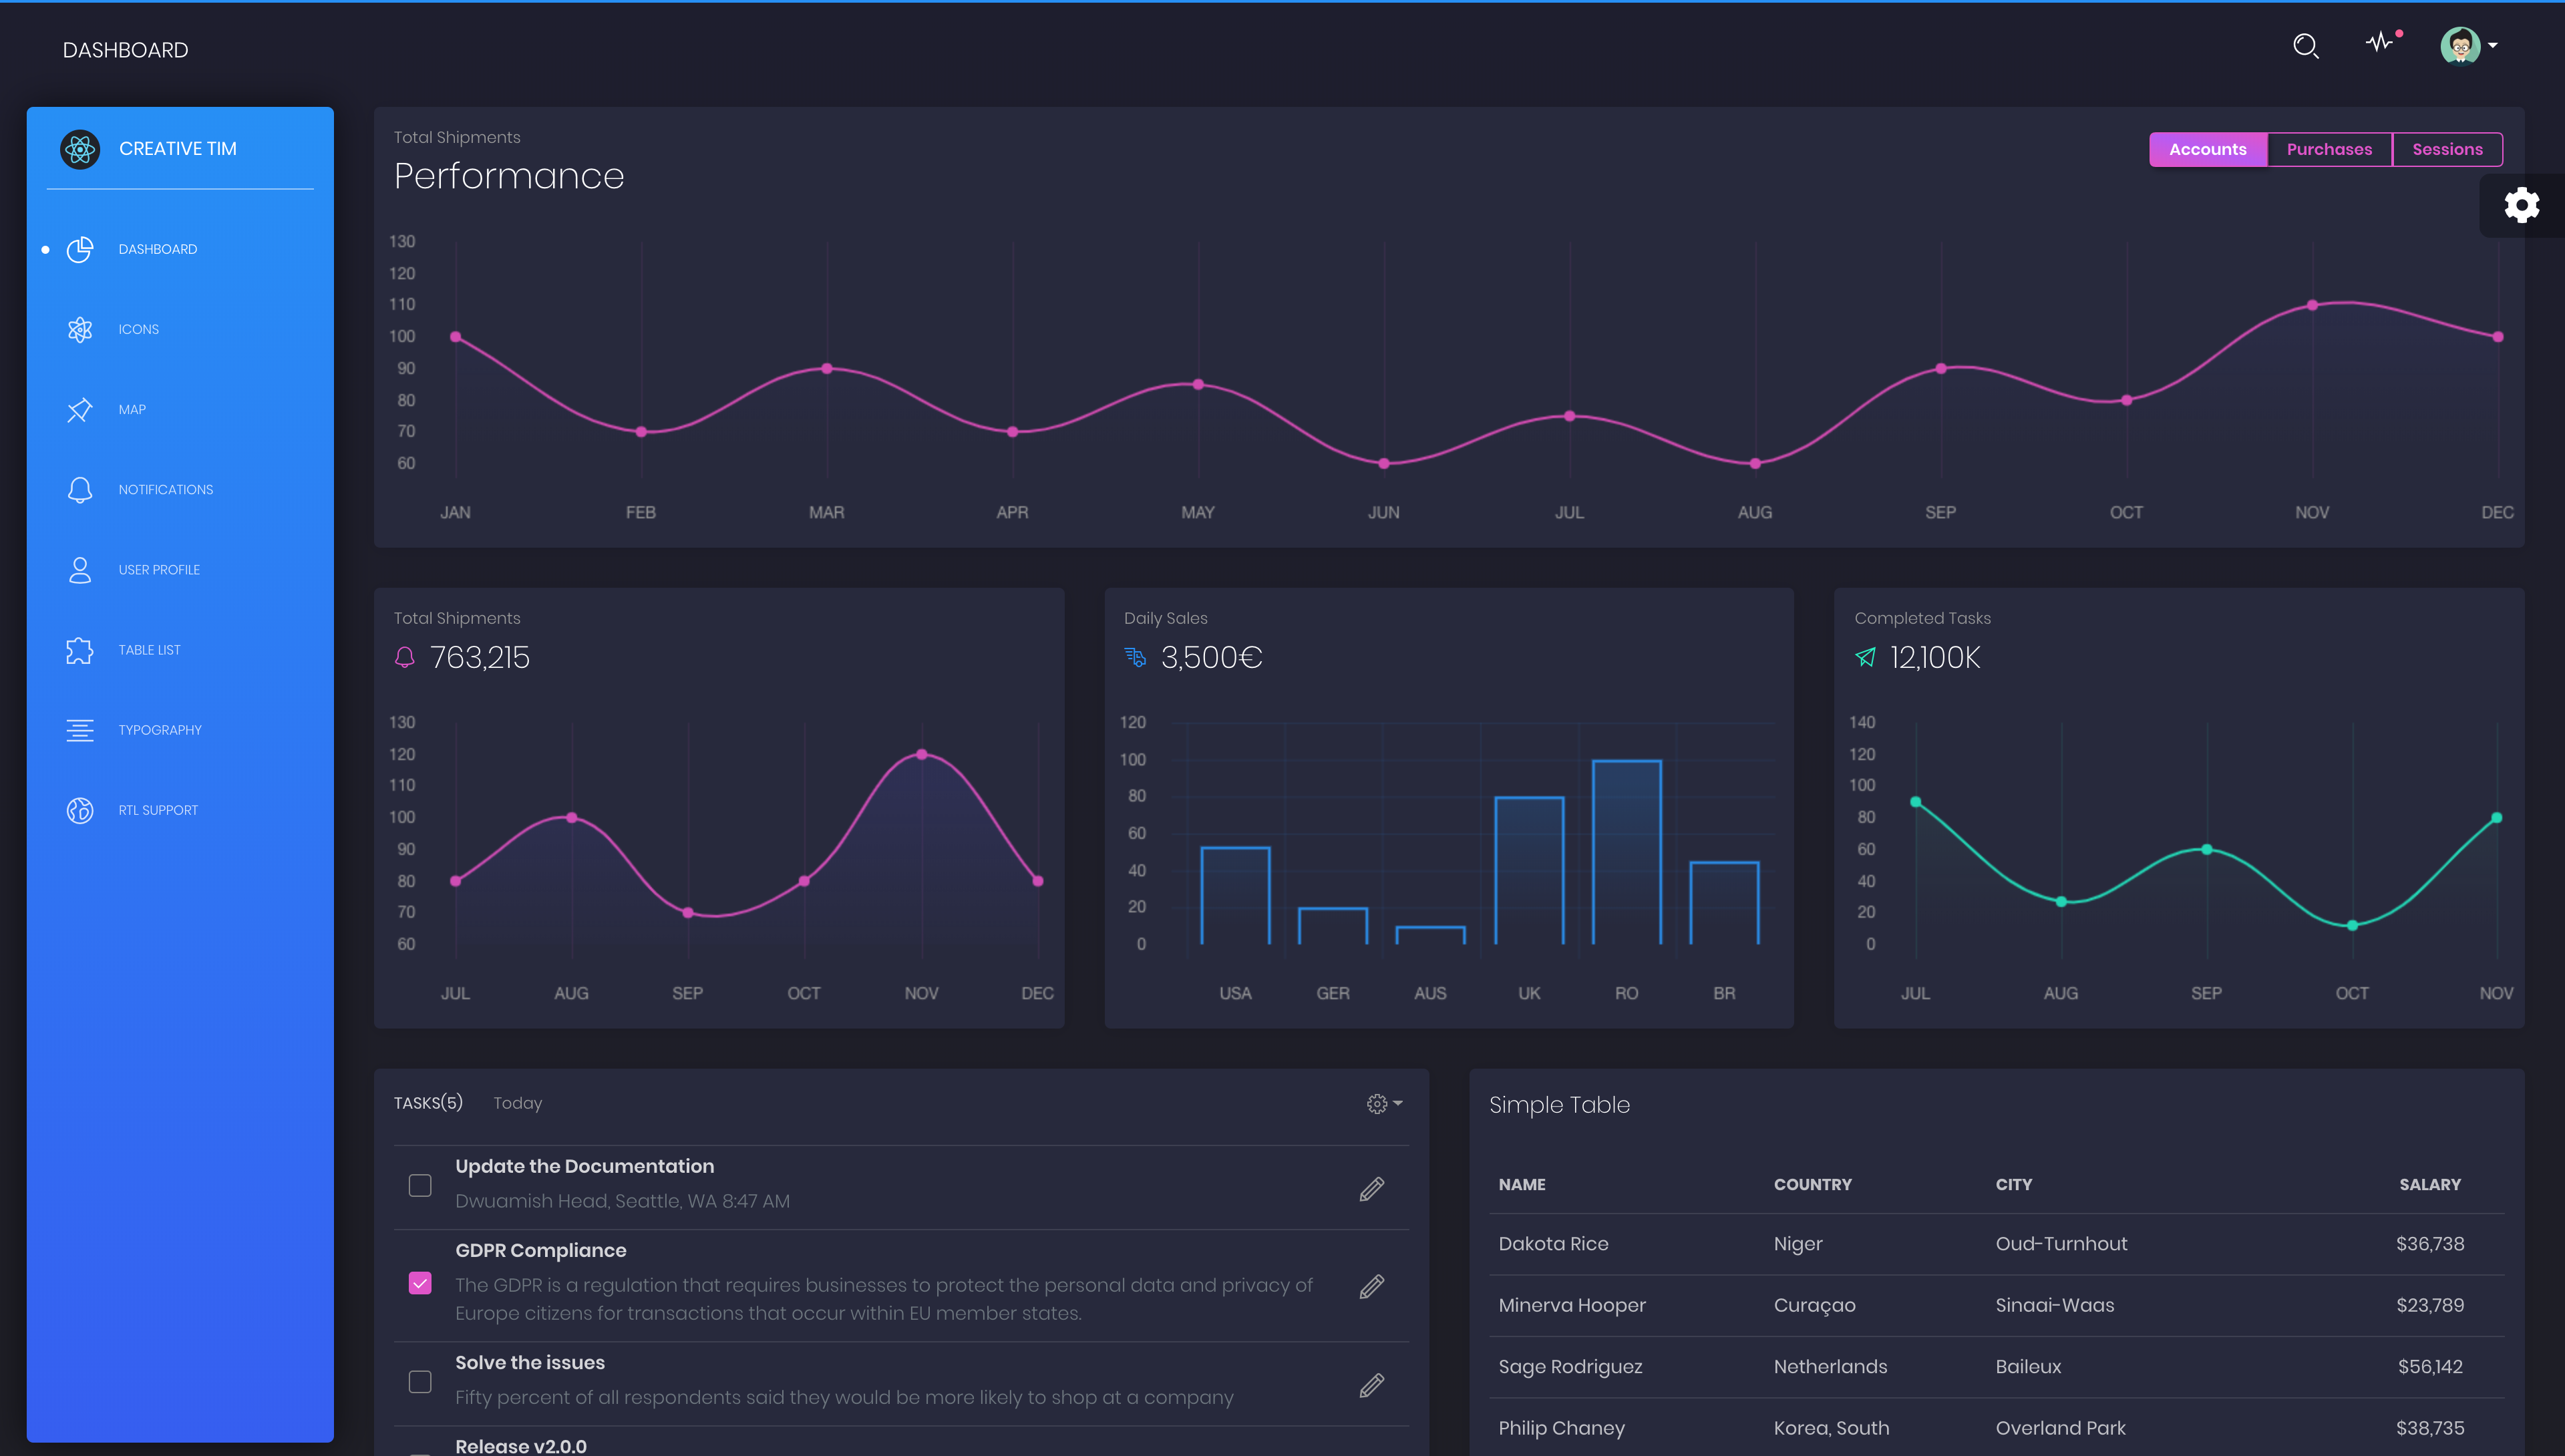 DASHBOARD
CREATIVE TIM
DASHBOARD
ICONS
MAP
NOTIFICATIONS
USER PROFILE
TABLE LIST
TYPOGRAPHY
RTL SUPPORT
Total Shipments
Performance
Accounts Purchases Sessions
130
120
110
100
90
80
70
60
JAN FEB MAR APR MAY JUN JUL AUG SEP OCT NOV DEC
Total Shipments
763,215
130
120
110
100
90
80
70
60
JUL AUG SEP OCT NOV DEC
Daily Sales
3,500€
120
100
80
60
40
20
0
USA GER AUS UK RO BR
Completed Tasks
12,100K
140
120
100
80
60
40
20
0
JUL AUG SEP OCT NOV
TASKS(5) Today
Update the Documentation
Dwuamish Head, Seattle, WA 8:47 AM
GDPR Compliance
The GDPR is a regulation that requires businesses to protect the personal data and privacy of
Europe citizens for transactions that occur within EU member states.
Solve the issues
Fifty percent of all respondents said they would be more likely to shop at a company
Release v2.0.0
Simple Table
NAME COUNTRY CITY SALARY
Dakota Rice Niger Oud-Turnhout $36,738
Minerva Hooper Curaçao Sinaai-Waas $23,789
Sage Rodriguez Netherlands Baileux $56,142
Philip Chaney Korea, South Overland Park $38,735